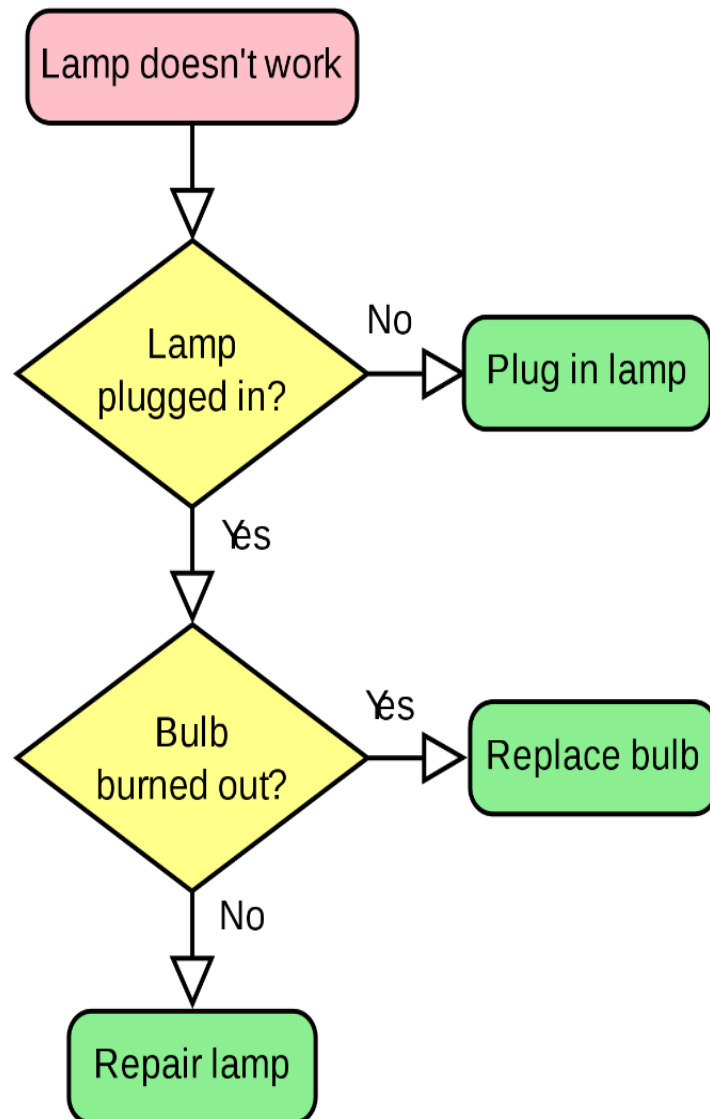 Lamp doesn't work
Lamp
plugged in?
No
Plug in lamp
Yes
Bulb
burned out?
Yes
Replace bulb
No
Repair lamp